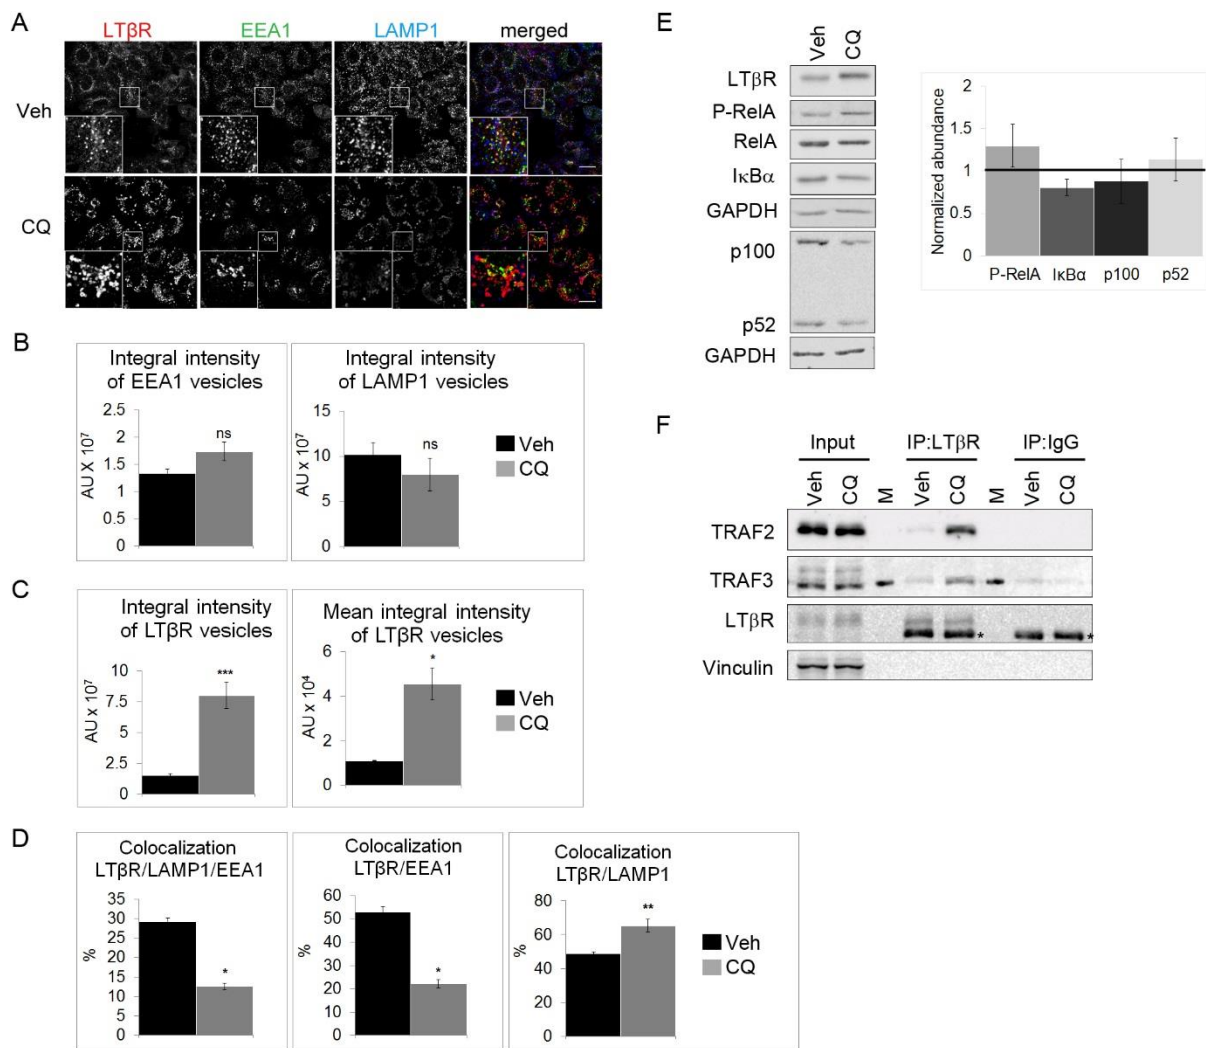 A
LTβR EEA1 LAMP1 merged
Veh
CQ
B
Integral intensity
of EEA1 vesicles
2.5
2
1.5
1
0.5
0
AU X 10⁷
ns
Integral intensity
of LAMP1 vesicles
15
10
5
0
AU x 10⁷
ns
Veh
CQ
C
Integral intensity
of LTβR vesicles
10
7.5
5
2.5
0
AU x 10⁷
***
Mean integral intensity
of LTβR vesicles
6
4
2
0
AU x 10⁴
*
Veh
CQ
D
Colocalization
LTβR/LAMP1/EEA1
35
30
25
20
15
10
5
0
%
*
Colocalization
LTβR/EEA1
60
50
40
30
20
10
0
%
*
Colocalization
LTβR/LAMP1
80
60
40
20
0
%
**
Veh
CQ
E
Veh CQ
LTβR
P-RelA
RelA
IκBα
GAPDH
p100
p52
GAPDH
Normalized abundance
2
1.5
1
0.5
0
P-RelA IκBα p100 p52
F
Input IP:LTβR IP:IgG
Veh CQ M Veh CQ M Veh CQ
TRAF2
TRAF3
LTβR * *
Vinculin